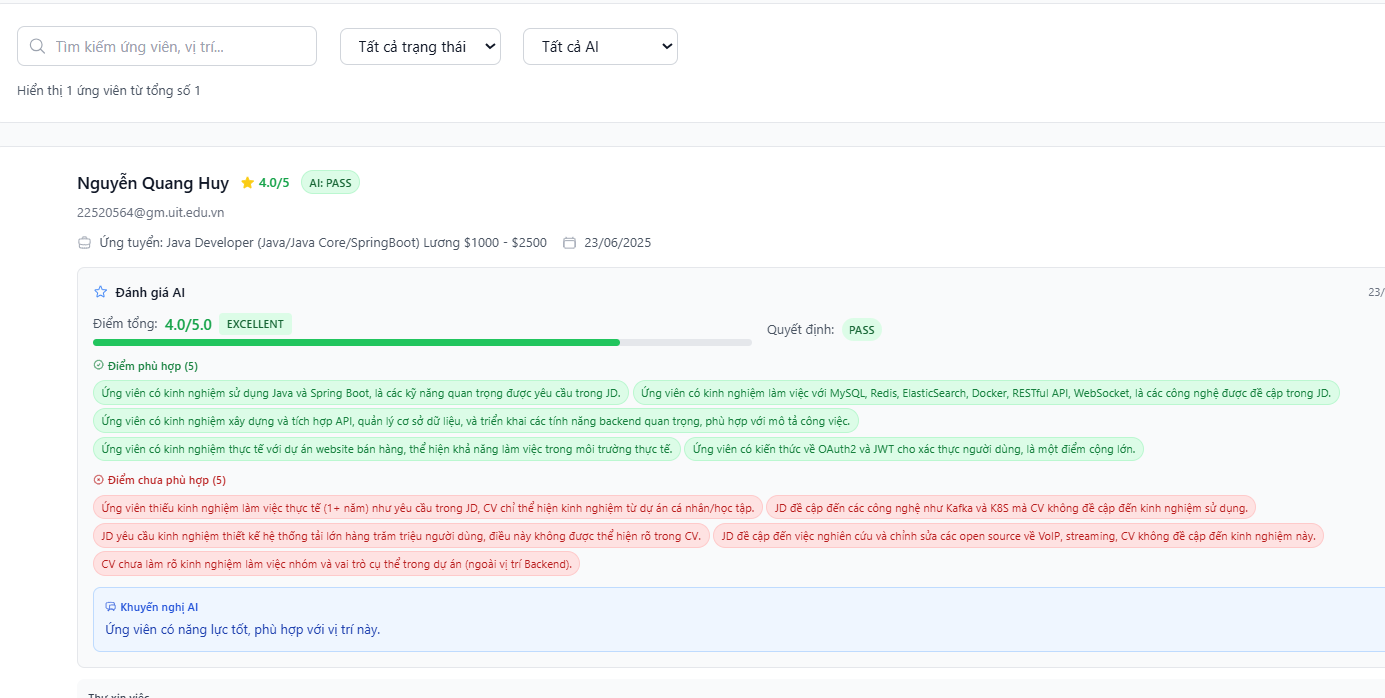 Tìm kiếm ứng viên, vị trí... Tất cả trạng thái Tất cả AI
Hiển thị 1 ứng viên từ tổng số 1
Nguyễn Quang Huy 4.0/5 AI: PASS
22520564@gm.uit.edu.vn
Ứng tuyển: Java Developer (Java/Java Core/SpringBoot) Lương $1000 - $2500 23/06/2025
Đánh giá AI 23/
Điểm tổng: 4.0/5.0 EXCELLENT Quyết định: PASS
Điểm phù hợp (5)
Ứng viên có kinh nghiệm sử dụng Java và Spring Boot, là các kỹ năng quan trọng được yêu cầu trong JD. Ứng viên có kinh nghiệm làm việc với MySQL, Redis, ElasticSearch, Docker, RESTful API, WebSocket, là các công nghệ được đề cập trong JD.
Ứng viên có kinh nghiệm xây dựng và tích hợp API, quản lý cơ sở dữ liệu, và triển khai các tính năng backend quan trọng, phù hợp với mô tả công việc.
Ứng viên có kinh nghiệm thực tế với dự án website bán hàng, thể hiện khả năng làm việc trong môi trường thực tế. Ứng viên có kiến thức về OAuth2 và JWT cho xác thực người dùng, là một điểm cộng lớn.
Điểm chưa phù hợp (5)
Ứng viên thiếu kinh nghiệm làm việc thực tế (1+ năm) như yêu cầu trong JD, CV chỉ thể hiện kinh nghiệm từ dự án cá nhân/học tập. JD đề cập đến các công nghệ như Kafka và K8S mà CV không đề cập đến kinh nghiệm sử dụng.
JD yêu cầu kinh nghiệm thiết kế hệ thống tải lớn hàng trăm triệu người dùng, điều này không được thể hiện rõ trong CV. JD đề cập đến việc nghiên cứu và chỉnh sửa các open source về VoIP, streaming, CV không đề cập đến kinh nghiệm này.
CV chưa làm rõ kinh nghiệm làm việc nhóm và vai trò cụ thể trong dự án (ngoài vị trí Backend).
Khuyến nghị AI
Ứng viên có năng lực tốt, phù hợp với vị trí này.
Thư xin việc